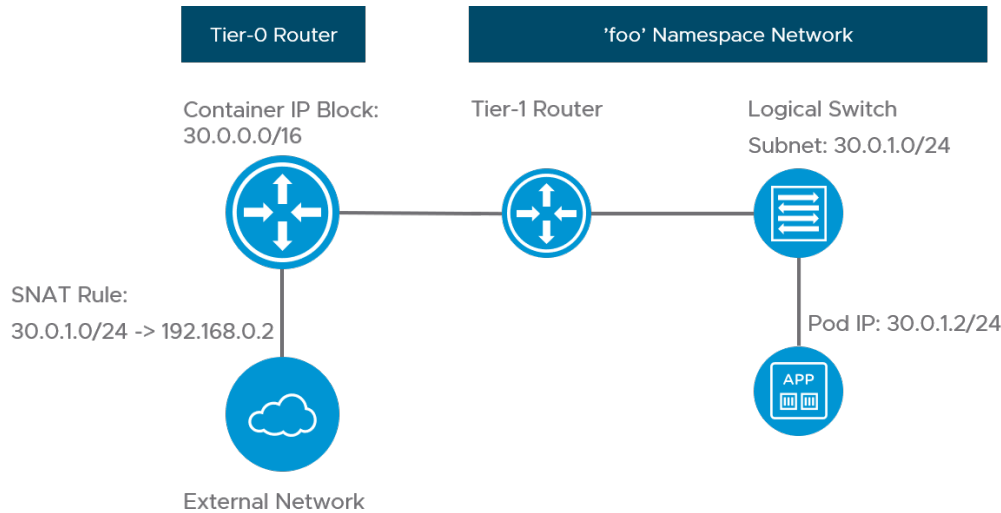 Tier-0 Router
’foo’ Namespace Network
Container IP Block:
30.0.0.0/16
Tier-1 Router
Logical Switch
Subnet: 30.0.1.0/24
SNAT Rule:
30.0.1.0/24 -> 192.168.0.2
Pod IP: 30.0.1.2/24
APP
External Network